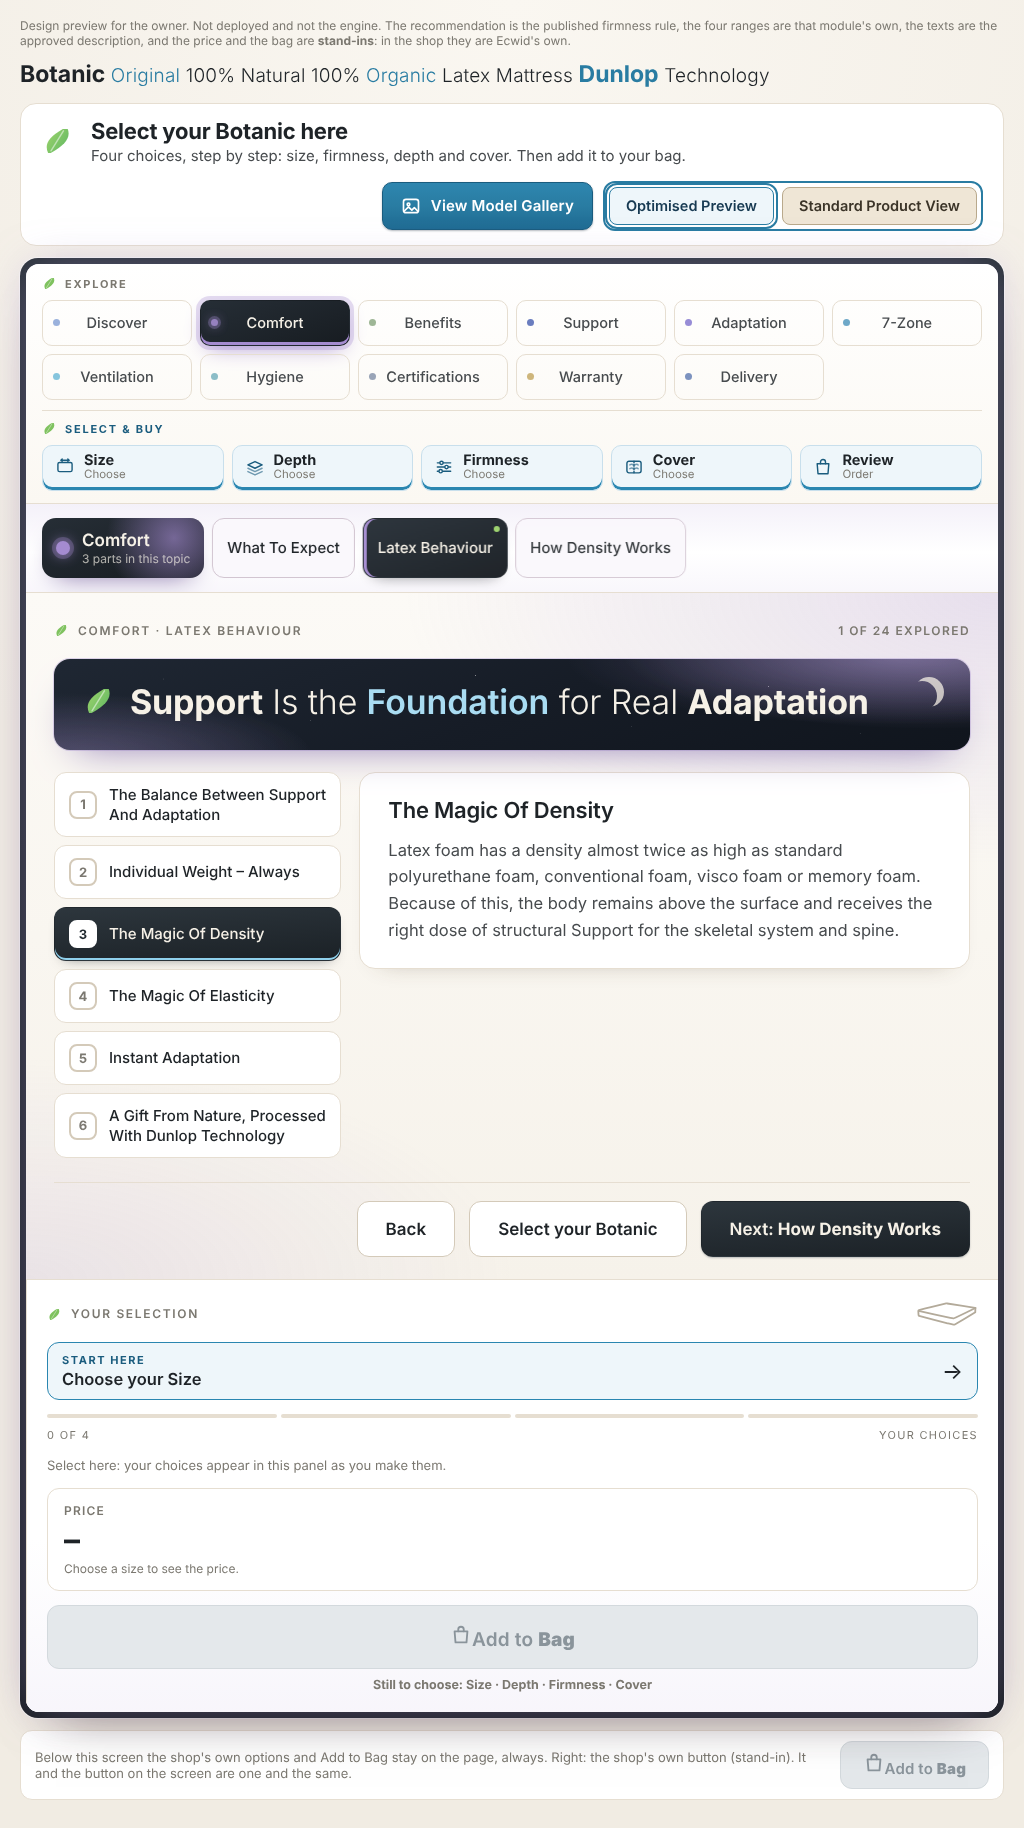 Design preview for the owner. Not deployed and not the engine. The recommendation is the published firmness rule, the four ranges are that module's own, the texts are the
approved description, and the price and the bag are stand-ins: in the shop they are Ecwid's own.
Botanic Original 100% Natural 100% Organic Latex Mattress Dunlop Technology
Select your Botanic here
Four choices, step by step: size, firmness, depth and cover. Then add it to your bag.
View Model Gallery
Optimised Preview
Standard Product View
EXPLORE
Discover
Comfort
Benefits
Support
Adaptation
7-Zone
Ventilation
Hygiene
Certifications
Warranty
Delivery
SELECT & BUY
Size
Choose
Depth
Choose
Firmness
Choose
Cover
Choose
Review
Order
Comfort
3 parts in this topic
What To Expect
Latex Behaviour
How Density Works
COMFORT · LATEX BEHAVIOUR
1 OF 24 EXPLORED
Support Is the Foundation for Real Adaptation
1
The Balance Between Support
And Adaptation
2
Individual Weight – Always
3
The Magic Of Density
4
The Magic Of Elasticity
5
Instant Adaptation
6
A Gift From Nature, Processed
With Dunlop Technology
The Magic Of Density
Latex foam has a density almost twice as high as standard
polyurethane foam, conventional foam, visco foam or memory foam.
Because of this, the body remains above the surface and receives the
right dose of structural Support for the skeletal system and spine.
Back
Select your Botanic
Next: How Density Works
YOUR SELECTION
START HERE
Choose your Size
0 OF 4
YOUR CHOICES
Select here: your choices appear in this panel as you make them.
PRICE
–
Choose a size to see the price.
Add to Bag
Still to choose: Size · Depth · Firmness · Cover
Below this screen the shop's own options and Add to Bag stay on the page, always. Right: the shop's own button (stand-in). It
and the button on the screen are one and the same.
Add to Bag